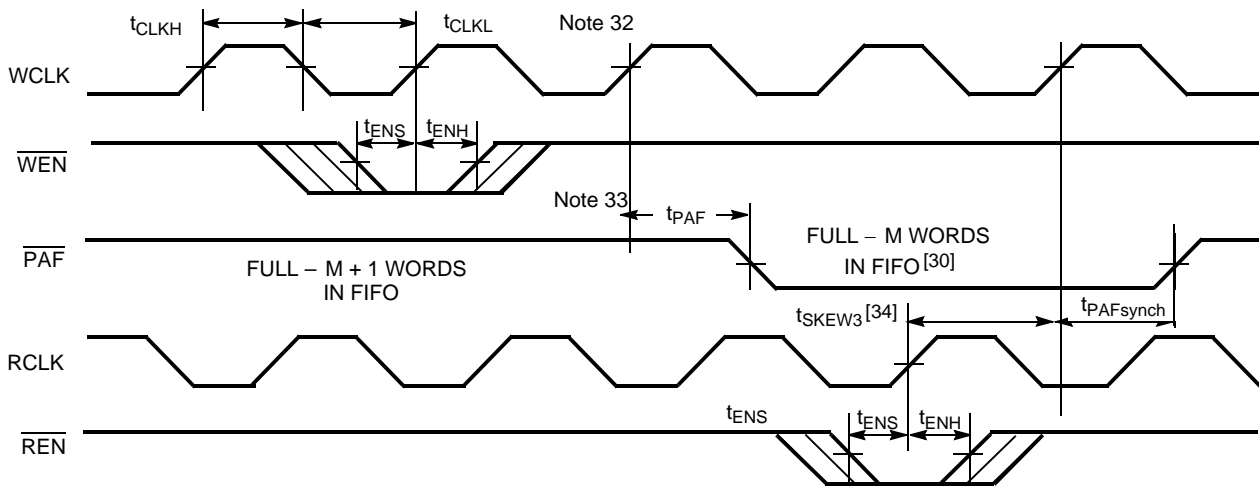 tCLKH
tCLKL
Note 32
WCLK
tENS
tENH
WEN
Note 33
tPAF
PAF
FULL – M + 1 WORDS
IN FIFO
FULL – M WORDS
IN FIFO [30]
tSKEW3 [34]
tPAFsynch
RCLK
tENS
tENS
tENH
REN